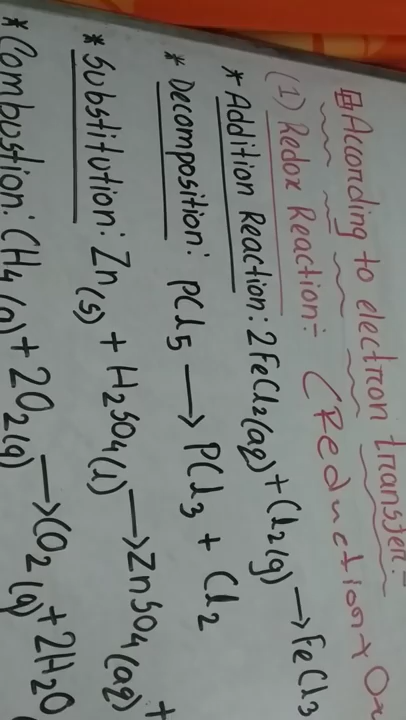 According to electron transfer:-
(1) Redox Reaction:- (Reduction + Ox
* Addition Reaction: 2FeCl2(aq) + Cl2(g) → FeCl3
* Decomposition: PCl5 → PCl3 + Cl2
* Substitution: Zn(s) + H2SO4(l) → ZnSO4(aq) +
* Combustion: CH4(g) + 2O2(g) → CO2(g) + 2H2O